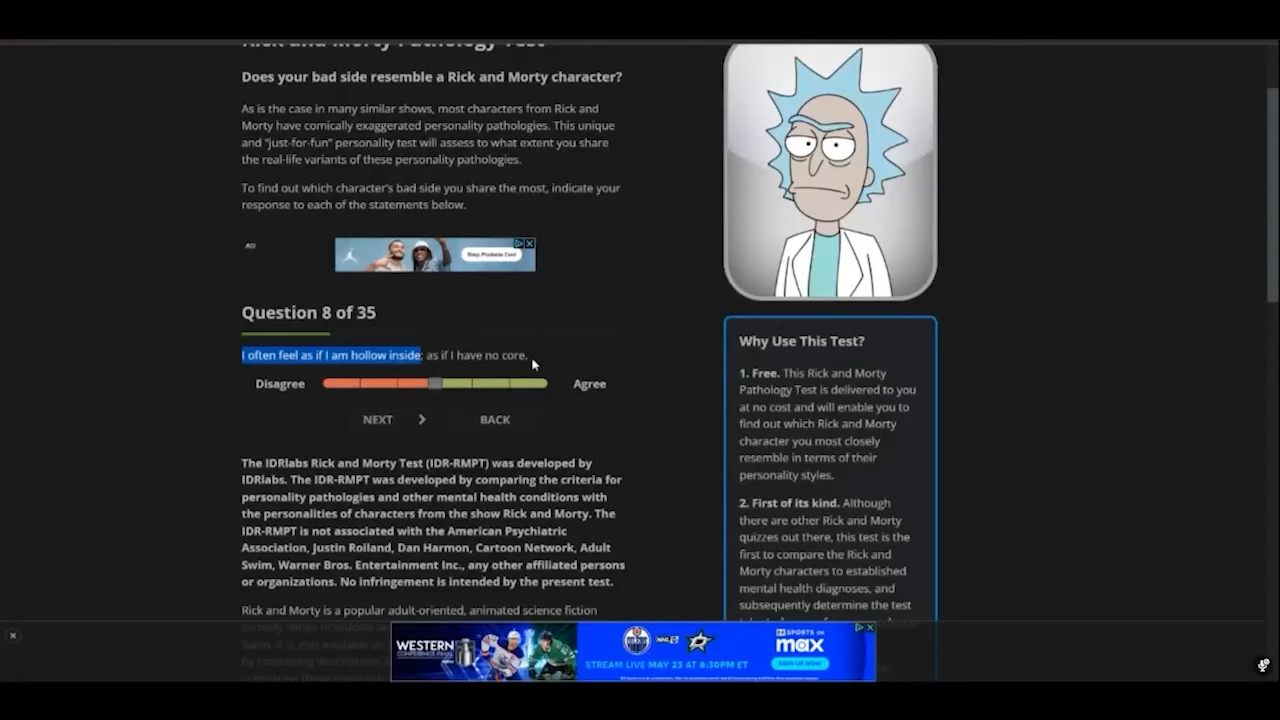 Rick and Morty Pathology Test
Does your bad side resemble a Rick and Morty character?
As is the case in many similar shows, most characters from Rick and
Morty have comically exaggerated personality pathologies. This unique
and "just-for-fun" personality test will assess to what extent you share
the real-life variants of these personality pathologies.
To find out which character's bad side you share the most, indicate your
response to each of the statements below.
AD
Question 8 of 35
I often feel as if I am hollow inside; as if I have no core.
Disagree
Agree
NEXT
BACK
The IDRlabs Rick and Morty Test (IDR-RMPT) was developed by
IDRlabs. The IDR-RMPT was developed by comparing the criteria for
personality pathologies and other mental health conditions with
the personalities of characters from the show Rick and Morty. The
IDR-RMPT is not associated with the American Psychiatric
Association, Justin Roiland, Dan Harmon, Cartoon Network, Adult
Swim, Warner Bros. Entertainment Inc., any other affiliated persons
or organizations. No infringement is intended by the present test.
Rick and Morty is a popular adult-oriented, animated science fiction
Why Use This Test?
1. Free. This Rick and Morty
Pathology Test is delivered to you
at no cost and will enable you to
find out which Rick and Morty
character you most closely
resemble in terms of their
personality styles.
2. First of its kind. Although
there are other Rick and Morty
quizzes out there, this test is the
first to compare the Rick and
Morty characters to established
mental health diagnoses, and
subsequently determine the test
WESTERN
CONFERENCE FINAL
STREAM LIVE MAY 23 AT 8:30PM ET
SPORTS ON
max
SIGN UP NOW